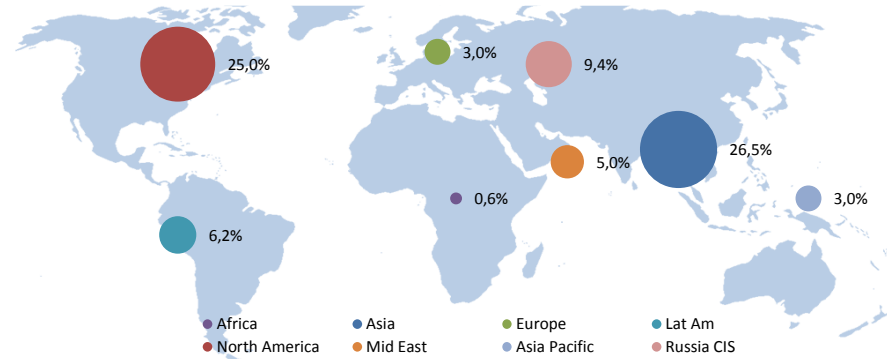 25,0%
3,0%
9,4%
26,5%
5,0%
0,6%
3,0%
6,2%
Africa
Asia
Europe
Lat Am
North America
Mid East
Asia Pacific
Russia CIS